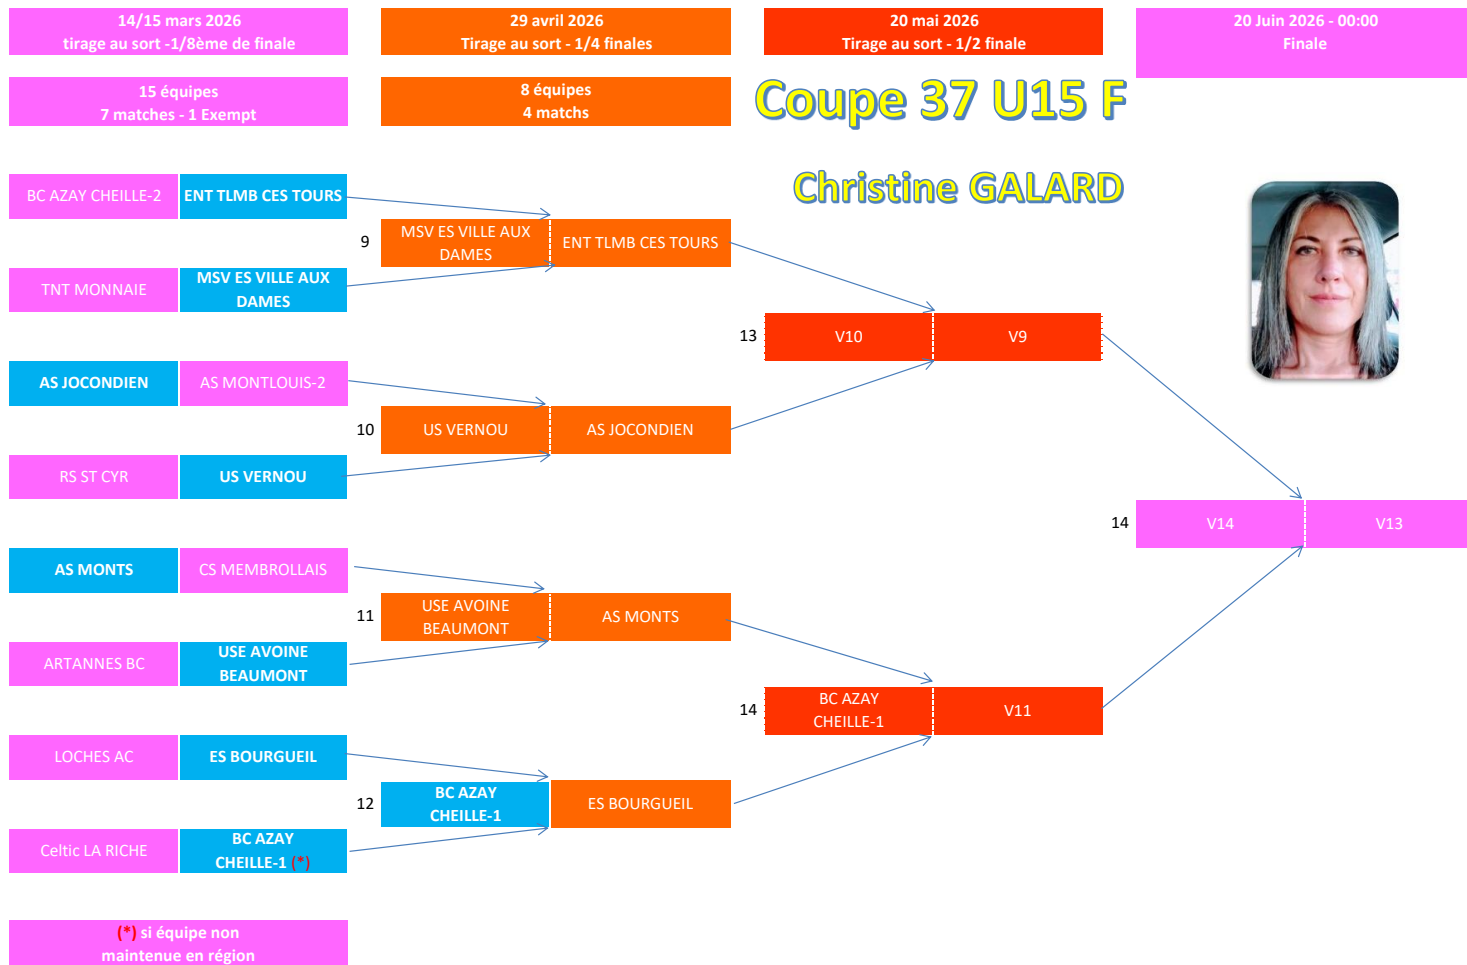 14/15 mars 2026
tirage au sort -1/8ème de finale
29 avril 2026
Tirage au sort - 1/4 finales
20 mai 2026
Tirage au sort - 1/2 finale
20 Juin 2026 - 00:00
Finale
15 équipes
7 matches - 1 Exempt
8 équipes
4 matchs
Coupe 37 U15 F
Christine GALARD
BC AZAY CHEILLE-2
ENT TLMB CES TOURS
9
MSV ES VILLE AUX
DAMES
ENT TLMB CES TOURS
TNT MONNAIE
MSV ES VILLE AUX
DAMES
13
V10
V9
AS JOCONDIEN
AS MONTLOUIS-2
10
US VERNOU
AS JOCONDIEN
RS ST CYR
US VERNOU
14
V14
V13
AS MONTS
CS MEMBROLLAIS
11
USE AVOINE
BEAUMONT
AS MONTS
ARTANNES BC
USE AVOINE
BEAUMONT
14
BC AZAY
CHEILLE-1
V11
LOCHES AC
ES BOURGUEIL
12
BC AZAY
CHEILLE-1
ES BOURGUEIL
Celtic LA RICHE
BC AZAY
CHEILLE-1 (*)
(*) si équipe non
maintenue en région